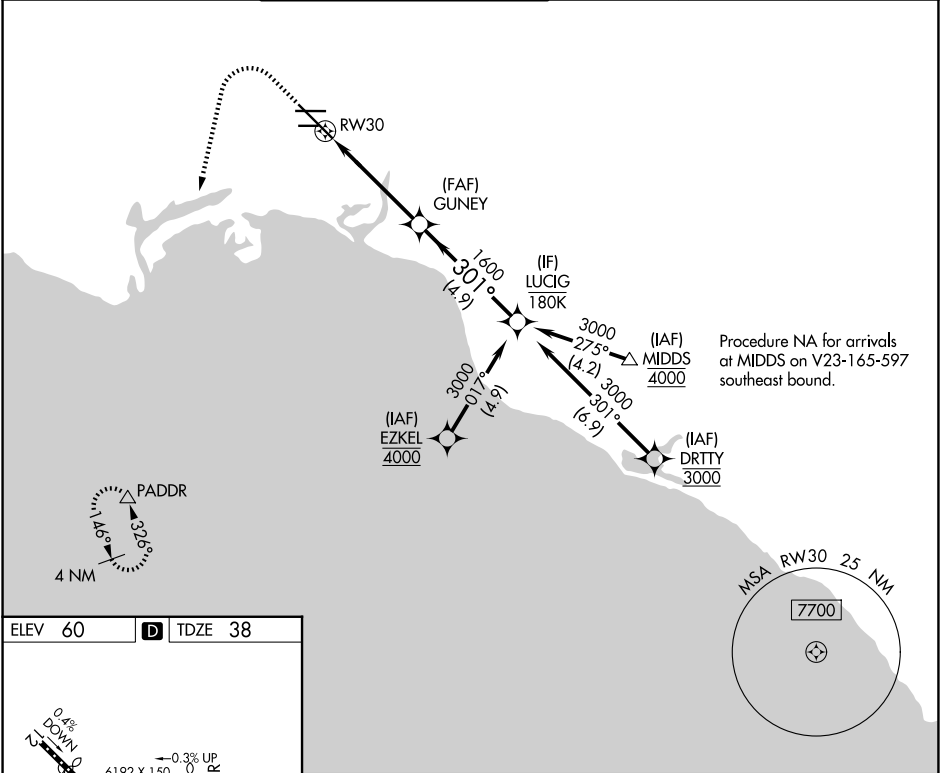 RW30
(FAF)
GUNEY
1600
301°
(4.9)
(IF)
LUCIG
180K
3000
275°
(4.2)
(IAF)
MIDDS
4000
Procedure NA for arrivals
at MIDDS on V23-165-597
southeast bound.
3000
301°
(6.9)
3000
017°
(4.9)
(IAF)
EZKEL
4000
(IAF)
DRTTY
3000
PADDR
146°
326°
4 NM
MSA RW30 25 NM
7700
ELEV 60 D TDZE 38
0.4%
DOWN
12
0.3% UP
6192 X 150